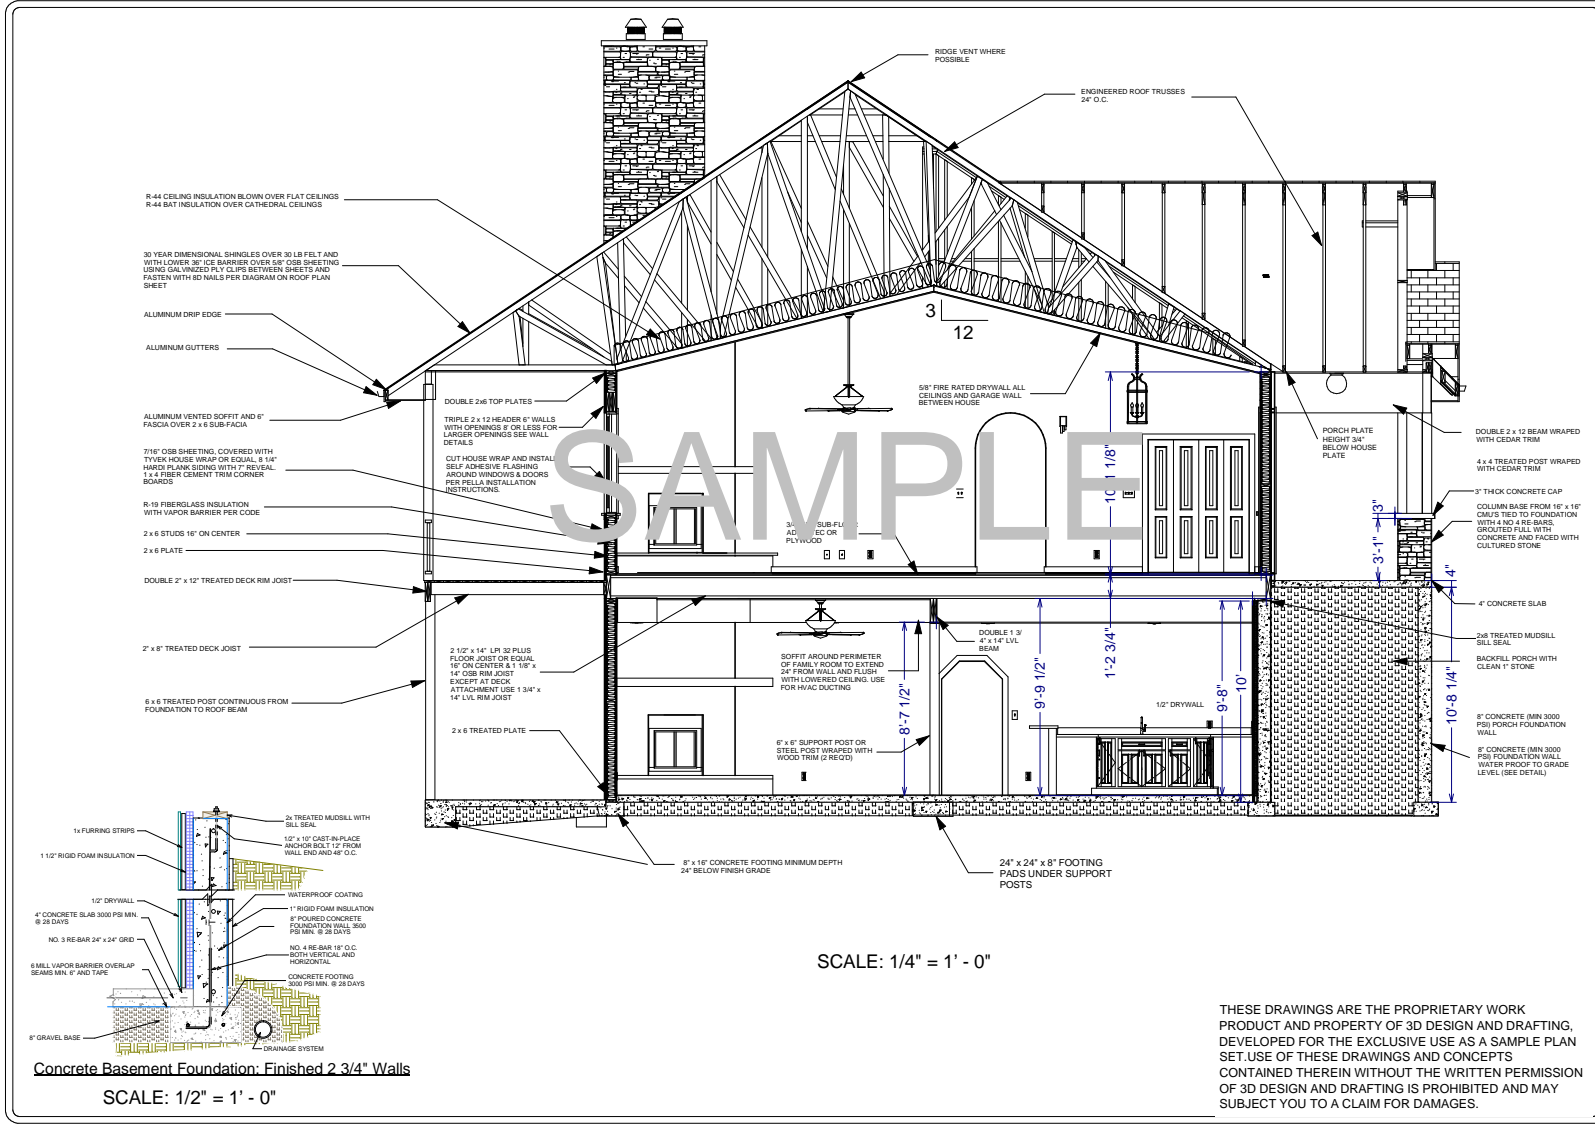 RIDGE VENT WHERE
POSSIBLE
ENGINEERED ROOF TRUSSES
24" O.C.
R-44 CEILING INSULATION BLOWN OVER FLAT CEILINGS
R-44 BAT INSULATION OVER CATHEDRAL CEILINGS
30 YEAR DIMENSIONAL SHINGLES OVER 30 LB FELT AND
WITH LOWER 36" ICE BARRIER OVER 5/8" OSB SHEETING
USING GALVINIZED PLY CLIPS BETWEEN SHEETS AND
FASTEN WITH 8D NAILS PER DIAGRAM ON ROOF PLAN
SHEET
ALUMINUM DRIP EDGE
ALUMINUM GUTTERS
ALUMINUM VENTED SOFFIT AND 6"
FASCIA OVER 2 x 6 SUB-FACIA
7/16" OSB SHEETING, COVERED WITH
TYVEK HOUSE WRAP OR EQUAL, 8 1/4"
HARDI PLANK SIDING WITH 7" REVEAL.
1 x 4 FIBER CEMENT TRIM CORNER
BOARDS
R-19 FIBERGLASS INSULATION
WITH VAPOR BARRIER PER CODE
2 x 6 STUDS 16" ON CENTER
2 x 6 PLATE
DOUBLE 2" x 12" TREATED DECK RIM JOIST
2" x 8" TREATED DECK JOIST
6 x 6 TREATED POST CONTINUOUS FROM
FOUNDATION TO ROOF BEAM
DOUBLE 2x6 TOP PLATES
TRIPLE 2 x 12 HEADER 6" WALLS
WITH OPENINGS 8' OR LESS FOR
LARGER OPENINGS SEE WALL
DETAILS
CUT HOUSE WRAP AND INSTALL
SELF ADHESIVE FLASHING
AROUND WINDOWS & DOORS
PER PELLA INSTALLATION
INSTRUCTIONS.
3
12
5/8" FIRE RATED DRYWALL ALL
CEILINGS AND GARAGE WALL
BETWEEN HOUSE
SAMPLE
PORCH PLATE
HEIGHT 3/4"
BELOW HOUSE
PLATE
DOUBLE 2 x 12 BEAM WRAPPED
WITH CEDAR TRIM
4 x 4 TREATED POST WRAPPED
WITH CEDAR TRIM
3" THICK CONCRETE CAP
COLUMN BASE FROM 16" x 16"
CMU'S TIED TO FOUNDATION
WITH 4 NO 4 RE-BARS,
GROUTED FULL WITH
CONCRETE AND FACED WITH
CULTURED STONE
3"
3'-1"
4"
4" CONCRETE SLAB
2x8 TREATED MUDSILL
SILL SEAL
BACKFILL PORCH WITH
CLEAN 1" STONE
10'-8 1/4"
8" CONCRETE (MIN 3000
PSI) PORCH FOUNDATION
WALL
8" CONCRETE (MIN 3000
PSI) FOUNDATION WALL
WATER PROOF TO GRADE
LEVEL (SEE DETAIL)
2 1/2" x 14" LPI 32 PLUS
FLOOR JOIST OR EQUAL
16" ON CENTER & 1 1/8" x
14" OSB RIM JOIST
EXCEPT AT DECK
ATTACHMENT USE 1 3/4" x
14" LVL RIM JOIST
2 x 6 TREATED PLATE
SOFFIT AROUND PERIMETER
OF FAMILY ROOM TO EXTEND
24" FROM WALL AND FLUSH
WITH LOWERED CEILING. USE
FOR HVAC DUCTING
6" x 6" SUPPORT POST OR
STEEL POST WRAPPED WITH
WOOD TRIM (2 REQ'D)
DOUBLE 1 3/
4" x 14" LVL
BEAM
8'-7 1/2"
9'-9 1/2"
1'-2 3/4"
1/2" DRYWALL
9'-8"
10'
8" x 16" CONCRETE FOOTING MINIMUM DEPTH
24" BELOW FINISH GRADE
24" x 24" x 8" FOOTING
PADS UNDER SUPPORT
POSTS
SCALE: 1/4" = 1' - 0"
2x TREATED MUDSILL WITH
SILL SEAL
1x FURRING STRIPS
1/2" x 10" CAST-IN-PLACE
ANCHOR BOLT 12" FROM
WALL END AND 48" O.C.
1 1/2" RIGID FOAM INSULATION
WATERPROOF COATING
1/2" DRYWALL
1" RIGID FOAM INSULATION
4" CONCRETE SLAB 3000 PSI MIN.
@ 28 DAYS
8" POURED CONCRETE
FOUNDATION WALL 3500
PSI MIN. @ 28 DAYS
NO. 3 RE-BAR 24" x 24" GRID
NO. 4 RE-BAR 18" O.C.
BOTH VERTICAL AND
HORIZONTAL
6 MILL VAPOR BARRIER OVERLAP
SEAMS MIN. 6" AND TAPE
CONCRETE FOOTING
3000 PSI MIN. @ 28 DAYS
8" GRAVEL BASE
DRAINAGE SYSTEM
Concrete Basement Foundation: Finished 2 3/4" Walls
SCALE: 1/2" = 1' - 0"
THESE DRAWINGS ARE THE PROPRIETARY WORK
PRODUCT AND PROPERTY OF 3D DESIGN AND DRAFTING,
DEVELOPED FOR THE EXCLUSIVE USE AS A SAMPLE PLAN
SET.USE OF THESE DRAWINGS AND CONCEPTS
CONTAINED THEREIN WITHOUT THE WRITTEN PERMISSION
OF 3D DESIGN AND DRAFTING IS PROHIBITED AND MAY
SUBJECT YOU TO A CLAIM FOR DAMAGES.